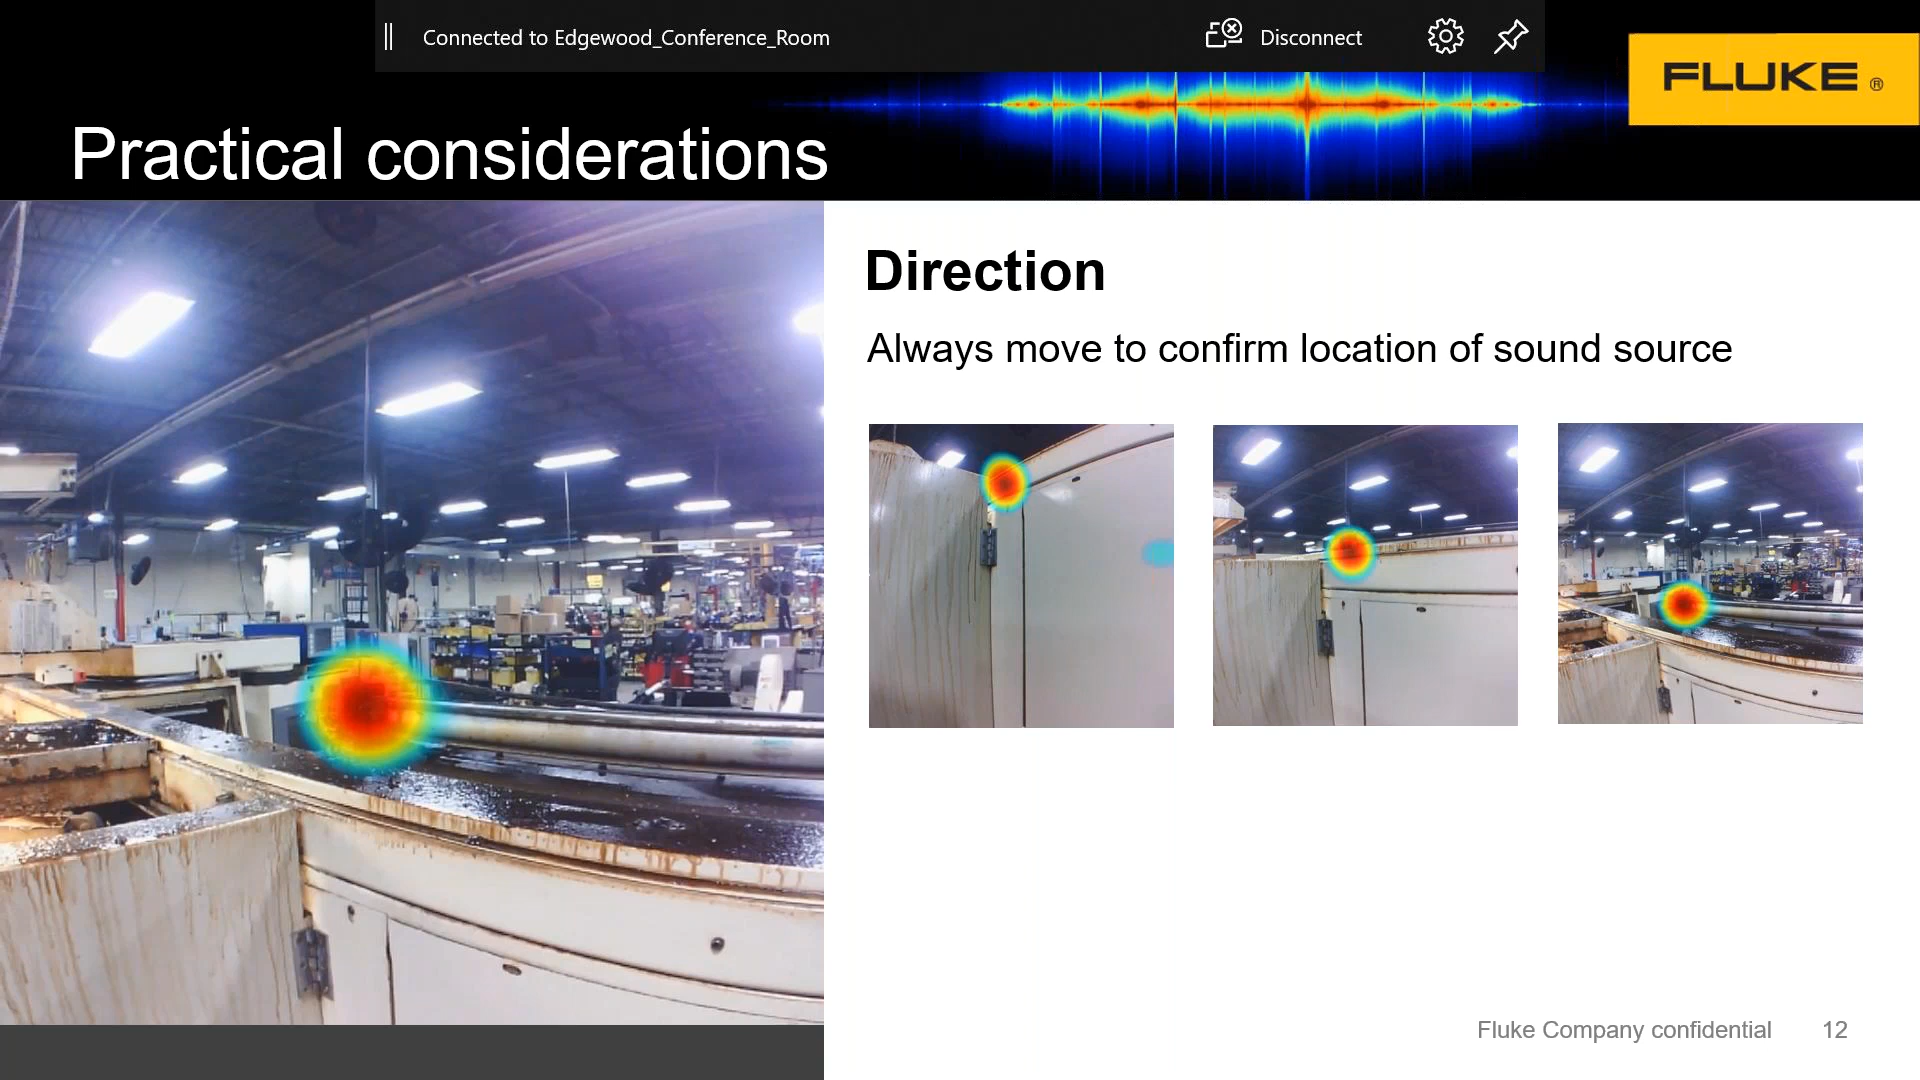 Connected to Edgewood_Conference_Room
Disconnect
FLUKE ®
Practical considerations
Direction
Always move to confirm location of sound source
Fluke Company confidential
12